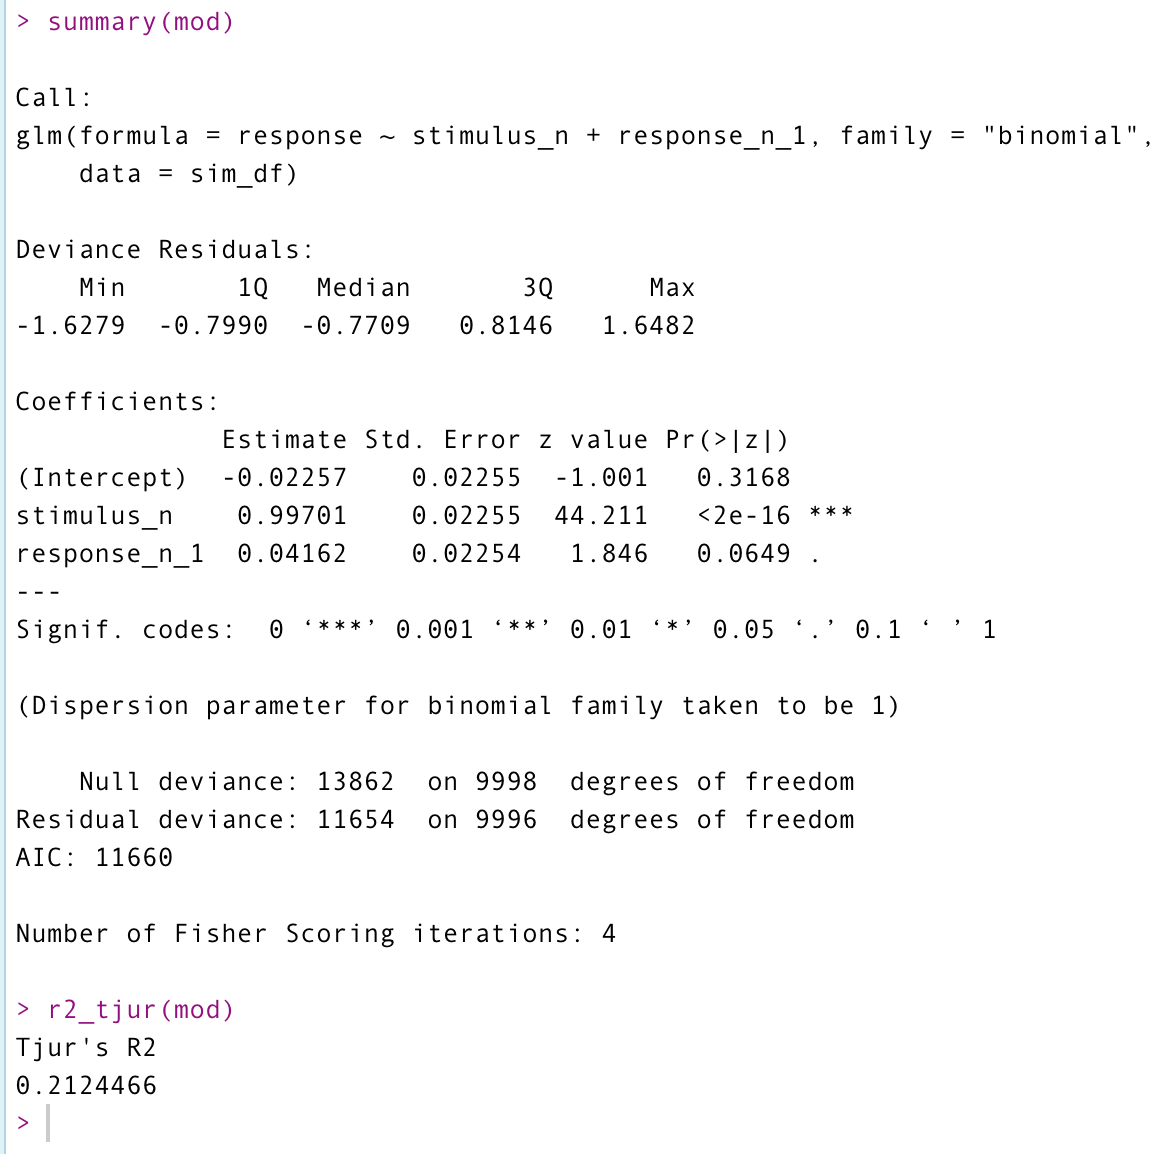 > summary(mod)
Call:
glm(formula = response ~ stimulus_n + response_n_1, family = "binomial",
    data = sim_df)
Deviance Residuals:
    Min       1Q   Median       3Q      Max
-1.6279  -0.7990  -0.7709   0.8146   1.6482
Coefficients:
             Estimate Std. Error z value Pr(>|z|)
(Intercept)  -0.02257    0.02255  -1.001   0.3168
stimulus_n    0.99701    0.02255  44.211   <2e-16 ***
response_n_1  0.04162    0.02254   1.846   0.0649 .
---
Signif. codes:  0 ‘***’ 0.001 ‘**’ 0.01 ‘*’ 0.05 ‘.’ 0.1 ‘ ’ 1
(Dispersion parameter for binomial family taken to be 1)
    Null deviance: 13862  on 9998  degrees of freedom
Residual deviance: 11654  on 9996  degrees of freedom
AIC: 11660
Number of Fisher Scoring iterations: 4
> r2_tjur(mod)
Tjur's R2
0.2124466
>